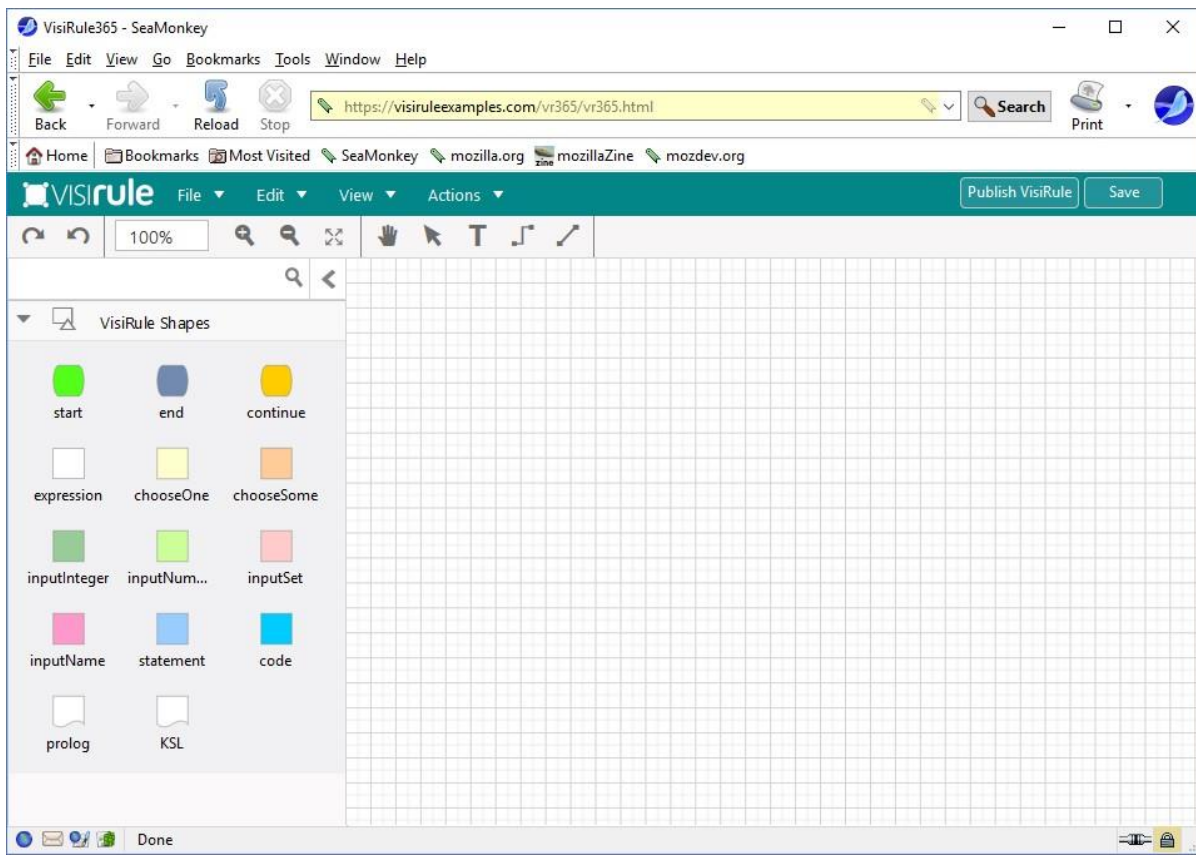 VisiRule365 - SeaMonkey
File Edit View Go Bookmarks Tools Window Help
Back Forward Reload Stop https://visiruleexamples.com/vr365/vr365.html Search Print
Home Bookmarks Most Visited SeaMonkey mozilla.org zine mozillaZine mozdev.org
VISIrule File Edit View Actions Publish VisiRule Save
100% T
VisiRule Shapes
start end continue
expression chooseOne chooseSome
inputInteger inputNum... inputSet
inputName statement code
prolog KSL
Done